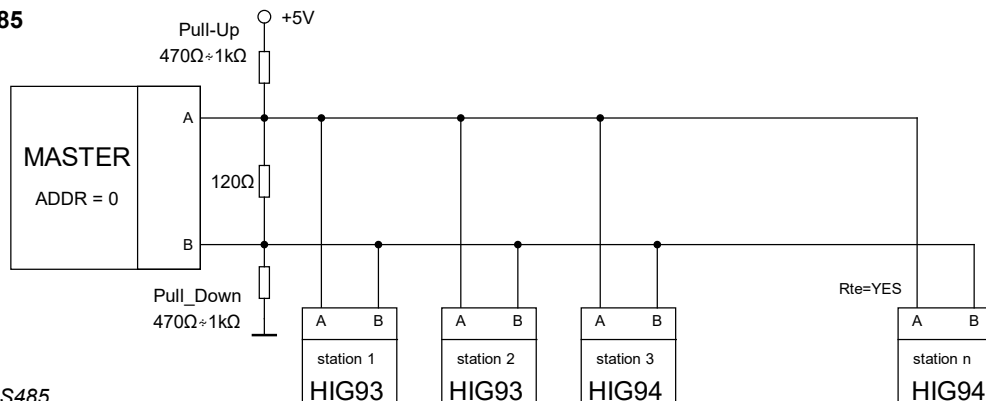 85
+5V
Pull-Up
470Ω÷1kΩ
A
MASTER
ADDR = 0
120Ω
B
Pull_Down
470Ω÷1kΩ
Rte=YES
A B A B A B A B
station 1 station 2 station 3 station n
HIG93 HIG93 HIG94 HIG94
S485